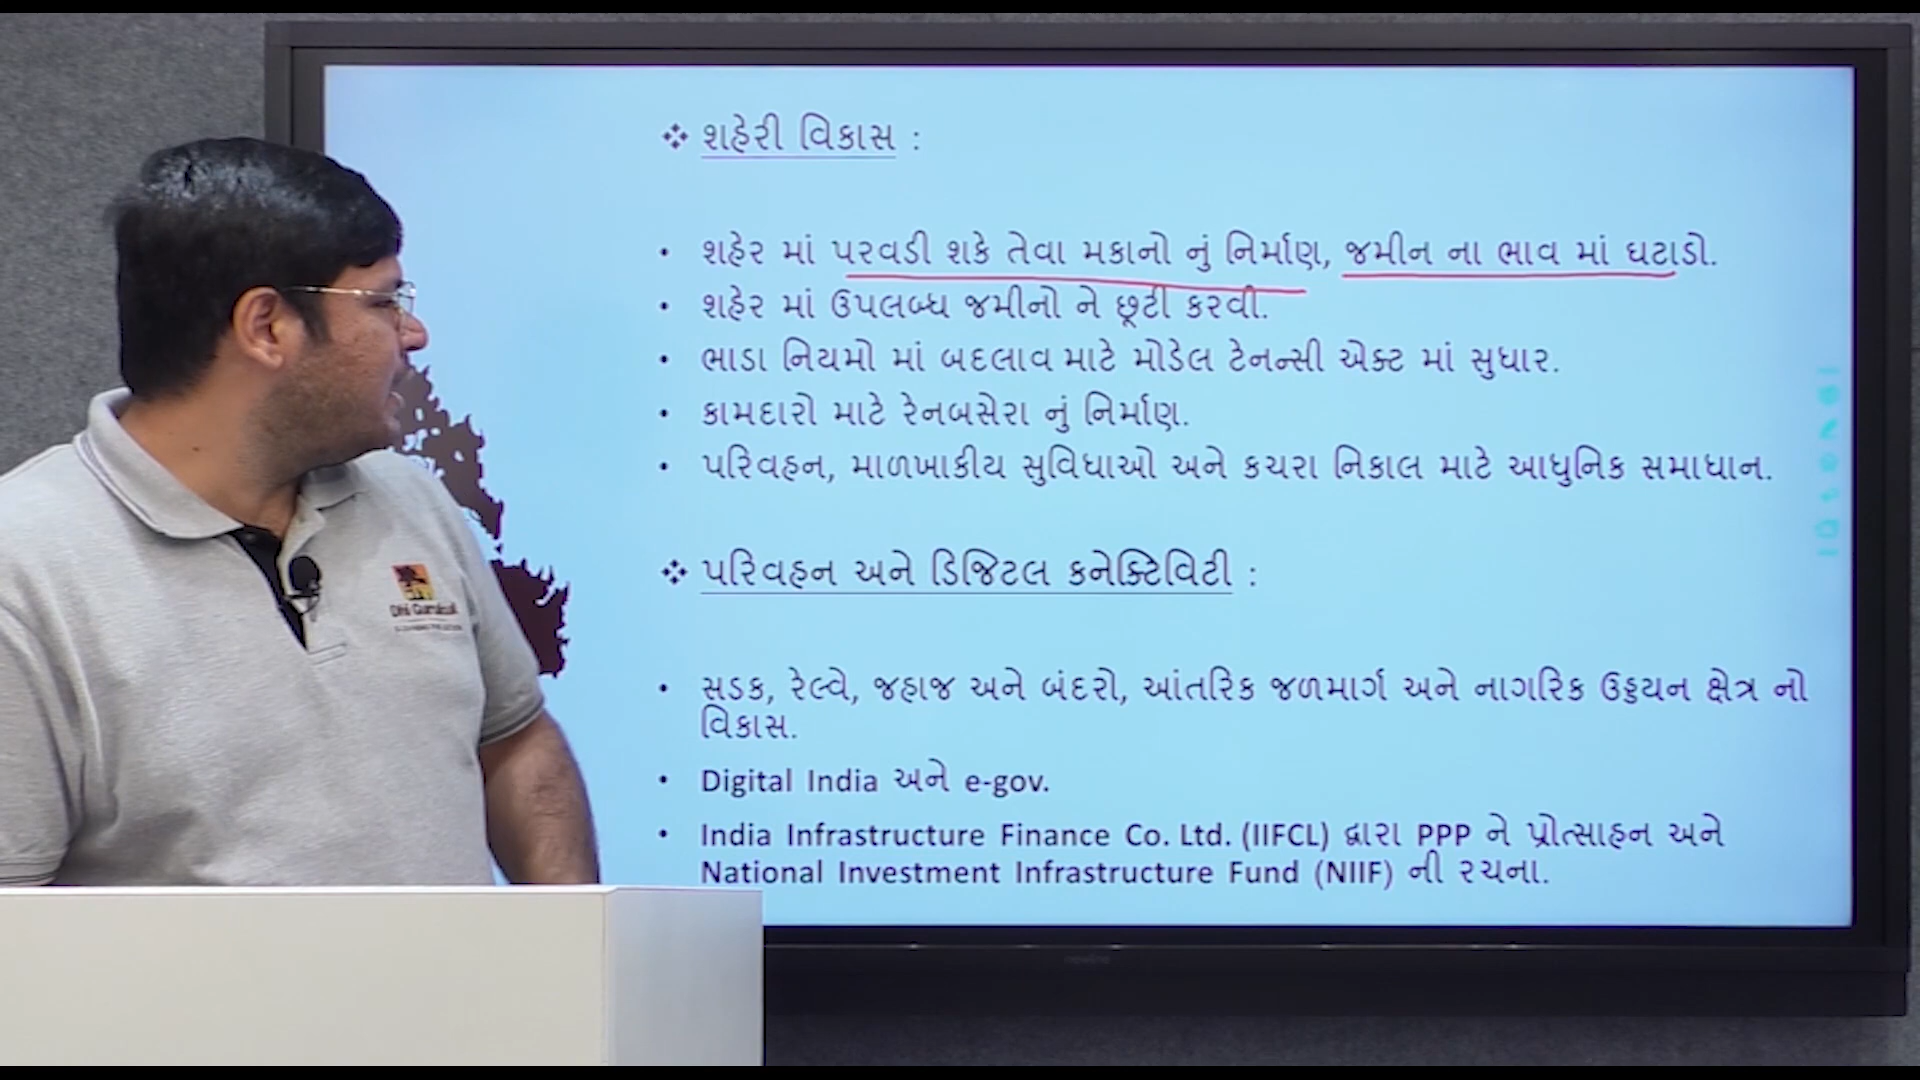 ❖ શહેરી વિકાસ :
• શહેર માં પરવડી શકે તેવા મકાનો નું નિર્માણ, જમીન ના ભાવ માં ઘટાડો.
• શહેર માં ઉપલબ્ધ જમીનો ને છૂટી કરવી.
• ભાડા નિયમો માં બદલાવ માટે મોડેલ ટેનન્સી એક્ટ માં સુધાર.
• કામદારો માટે રેનબસેરા નું નિર્માણ.
• પરિવહન, માળખાકીય સુવિધાઓ અને કચરા નિકાલ માટે આધુનિક સમાધાન.
❖ પરિવહન અને ડિજિટલ કનેક્ટિવિટી :
• સડક, રેલ્વે, જહાજ અને બંદરો, આંતરિક જળમાર્ગ અને નાગરિક ઉડ્ડયન ક્ષેત્ર નો
વિકાસ.
• Digital India અને e-gov.
• India Infrastructure Finance Co. Ltd. (IIFCL) દ્વારા PPP ને પ્રોત્સાહન અને
National Investment Infrastructure Fund (NIIF) ની રચના.
Dhi Gurukul